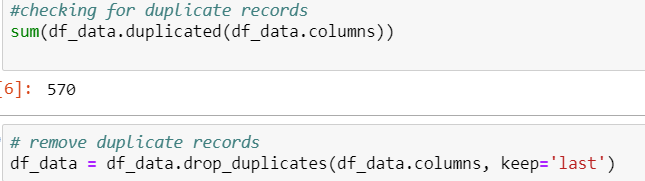 #checking for duplicate records
sum(df_data.duplicated(df_data.columns))
[6]: 570
# remove duplicate records
df_data = df_data.drop_duplicates(df_data.columns, keep='last')